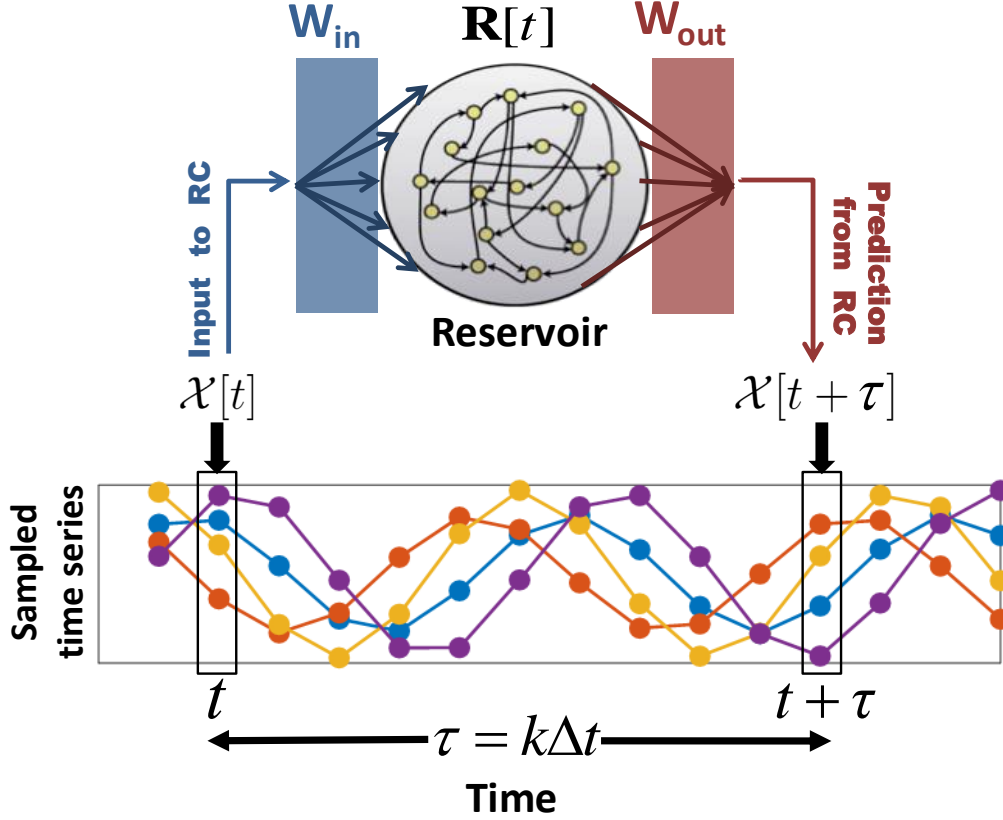 W_in
R[t]
W_out
Input to RC
Prediction
from RC
Reservoir
𝒳[t]
𝒳[t + τ]
Sampled
time series
t
t + τ
τ = kΔt
Time